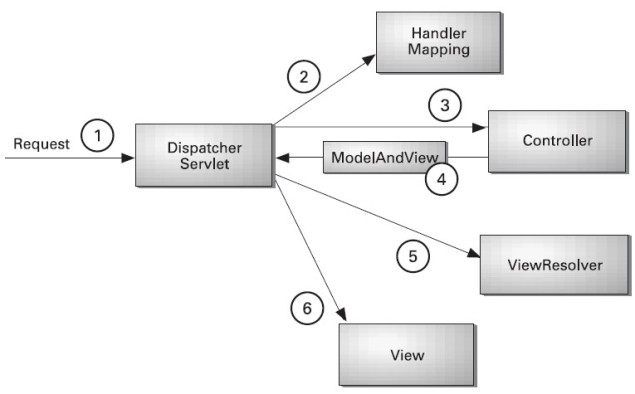 Handler
Mapping
2
3
1
Request
Dispatcher
Servlet
Controller
ModelAndView
4
5
ViewResolver
6
View